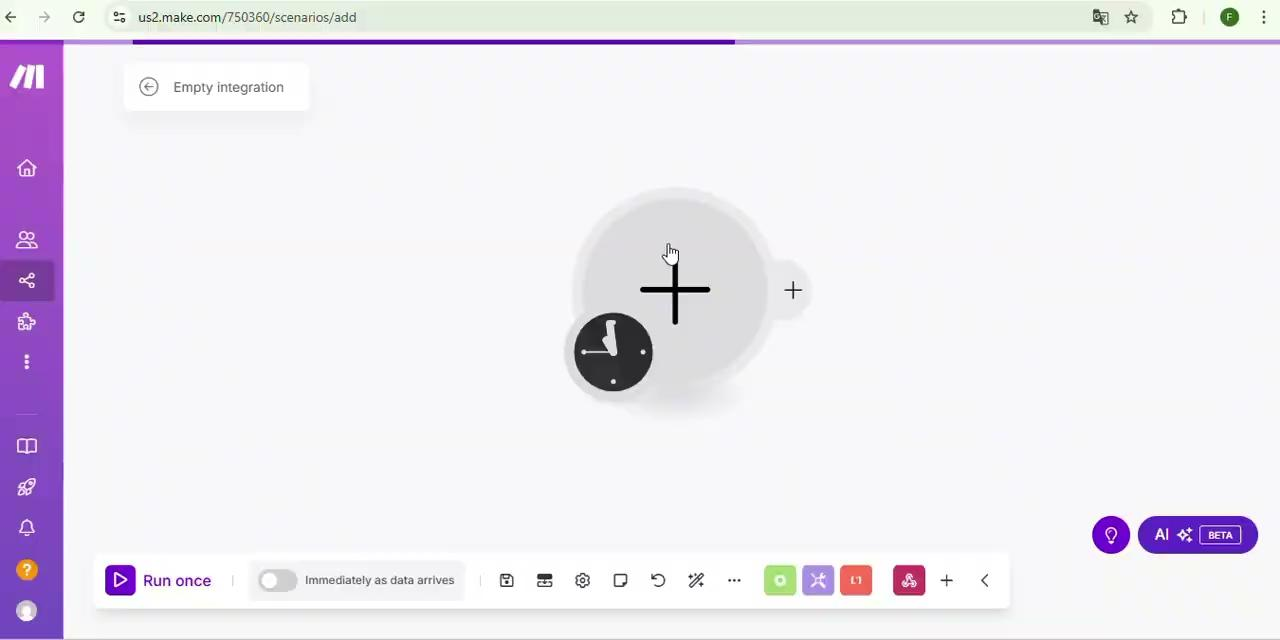 us2.make.com/750360/scenarios/add
F
Empty integration
AI BETA
Run once
Immediately as data arrives